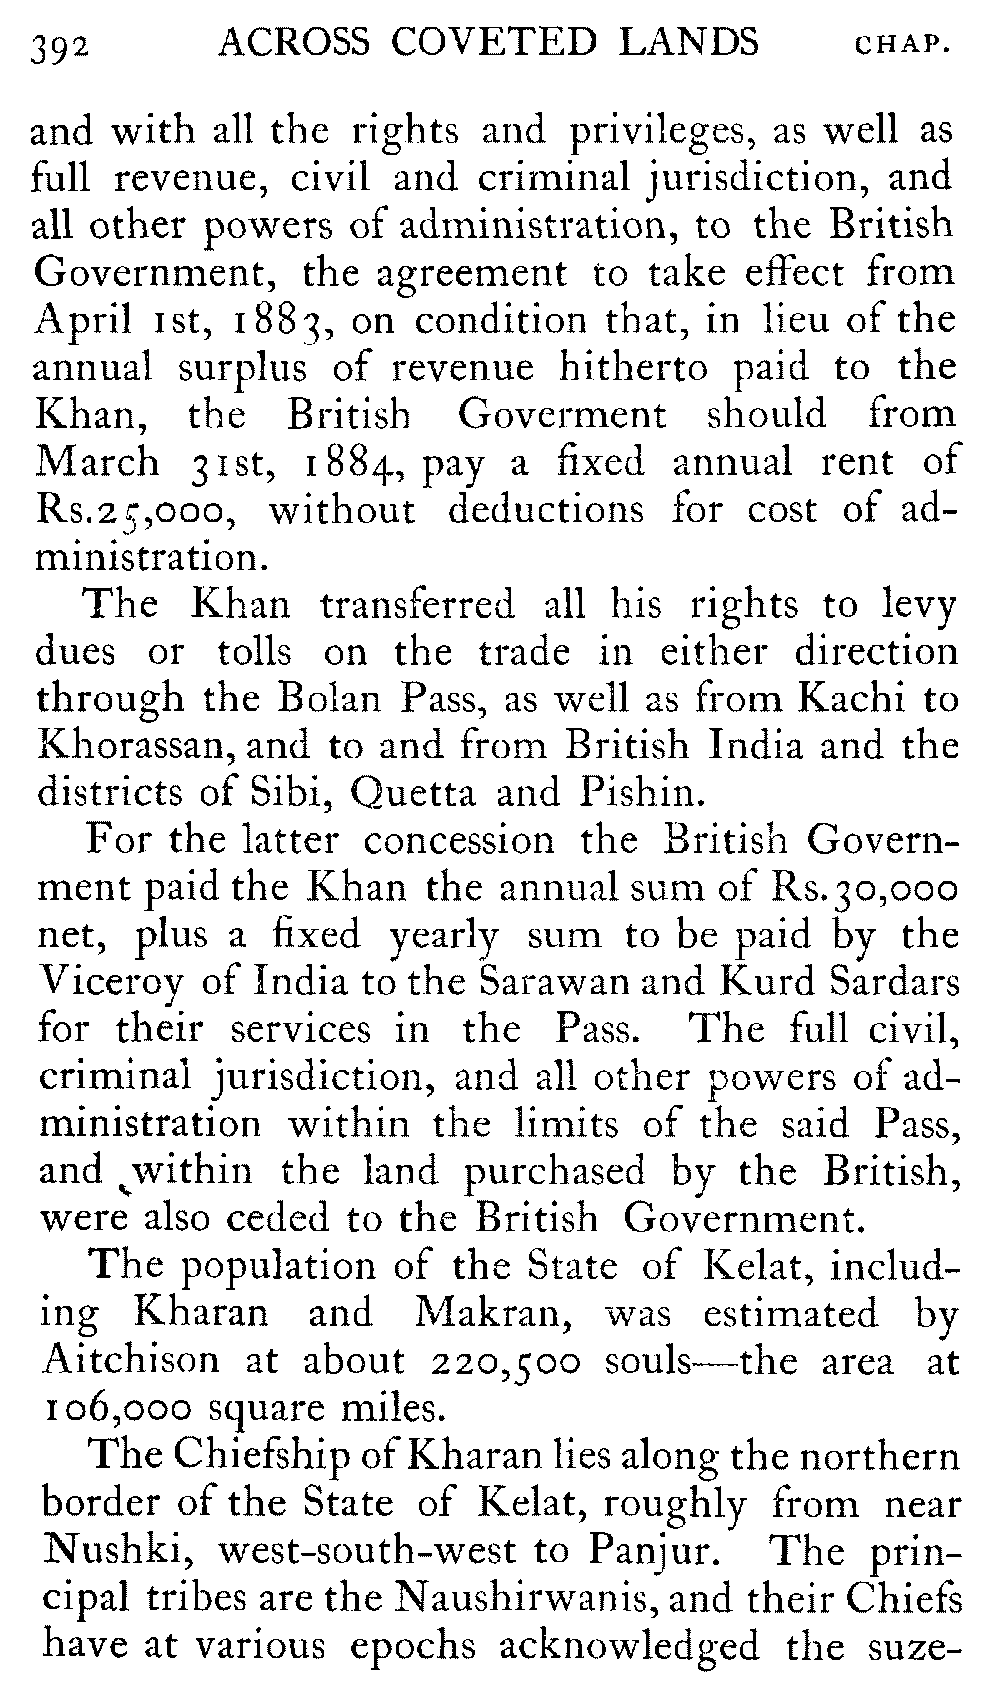 392 ACROSS COVETED LANDS CHAP.
and with all the rights and privileges, as well as
full revenue, civil and criminal jurisdiction, and
all other powers of administration, to the British
Government, the agreement to take effect from
April 1st, 1883, on condition that, in lieu of the
annual surplus of revenue hitherto paid to the
Khan, the British Goverment should from
March 31st, 1884, pay a fixed annual rent of
Rs.25,000, without deductions for cost of ad-
ministration.
The Khan transferred all his rights to levy
dues or tolls on the trade in either direction
through the Bolan Pass, as well as from Kachi to
Khorassan, and to and from British India and the
districts of Sibi, Quetta and Pishin.
For the latter concession the British Govern-
ment paid the Khan the annual sum of Rs.30,000
net, plus a fixed yearly sum to be paid by the
Viceroy of India to the Sarawan and Kurd Sardars
for their services in the Pass. The full civil,
criminal jurisdiction, and all other powers of ad-
ministration within the limits of the said Pass,
and within the land purchased by the British,
were also ceded to the British Government.
The population of the State of Kelat, includ-
ing Kharan and Makran, was estimated by
Aitchison at about 220,500 souls—the area at
106,000 square miles.
The Chiefship of Kharan lies along the northern
border of the State of Kelat, roughly from near
Nushki, west-south-west to Panjur. The prin-
cipal tribes are the Naushirwanis, and their Chiefs
have at various epochs acknowledged the suze-